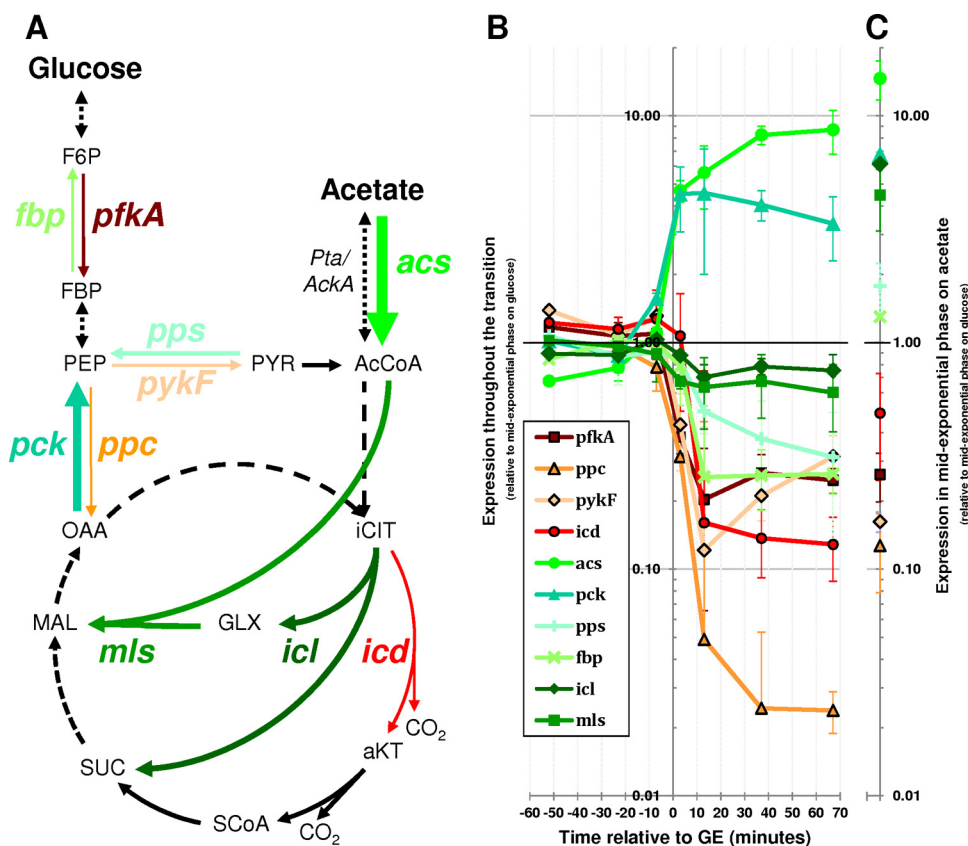 A
Glucose
F6P
fbp
pfkA
FBP
Acetate
Pta/
AckA
acs
pps
PEP
PYR
AcCoA
pykF
pck
ppc
OAA
iCIT
MAL
GLX
mls
icl
icd
CO2
aKT
SUC
SCoA
CO2
B
Expression throughout the transition
(relative to mid-exponential phase on glucose)
10.00
1.00
0.10
0.01
pfkA
ppc
pykF
icd
acs
pck
pps
fbp
icl
mls
-60 -50 -40 -30 -20 -10 0 10 20 30 40 50 60 70
Time relative to GE (minutes)
C
10.00
1.00
0.10
0.01
Expression in mid-exponential phase on acetate
(relative to mid-exponential phase on glucose)